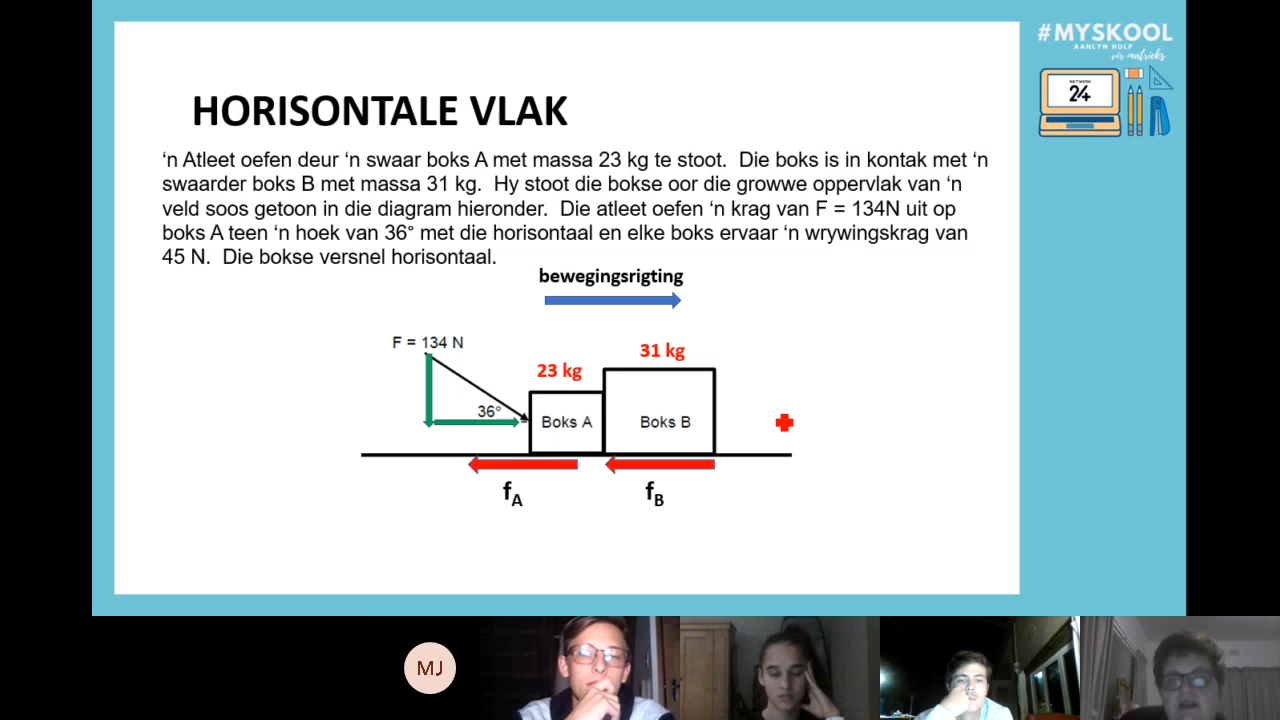 #MYSKOOL
AANLYN HULP
vir matrieks
NETWERK
24
HORISONTALE VLAK
‘n Atleet oefen deur ‘n swaar boks A met massa 23 kg te stoot. Die boks is in kontak met ‘n
swaarder boks B met massa 31 kg. Hy stoot die bokse oor die growwe oppervlak van ‘n
veld soos getoon in die diagram hieronder. Die atleet oefen ‘n krag van F = 134N uit op
boks A teen ‘n hoek van 36° met die horisontaal en elke boks ervaar ‘n wrywingskrag van
45 N. Die bokse versnel horisontaal.
bewegingsrigting
F = 134 N
31 kg
23 kg
36°
Boks A
Boks B
fA
fB
MJ